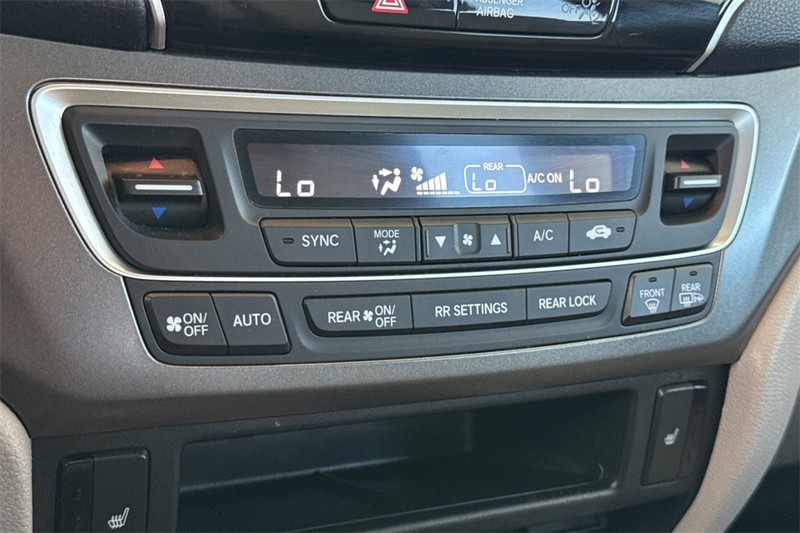 PASSENGER
AIRBAG
OFF
Lo
REAR
Lo
A/C ON
Lo
SYNC
MODE
A/C
ON/
OFF
AUTO
REAR ON/
OFF
RR SETTINGS
REAR LOCK
FRONT
REAR